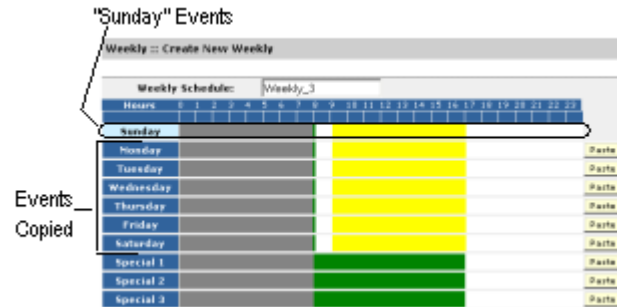 "Sunday" Events
Weekly :: Create New Weekly
Weekly Schedule: Weekly_3
Hours 0 1 2 3 4 5 6 7 8 9 10 11 12 13 14 15 16 17 18 19 20 21 22 23
Sunday
Monday Paste
Tuesday Paste
Wednesday Paste
Thursday Paste
Friday Paste
Saturday Paste
Events
Copied
Special 1 Paste
Special 2 Paste
Special 3 Paste